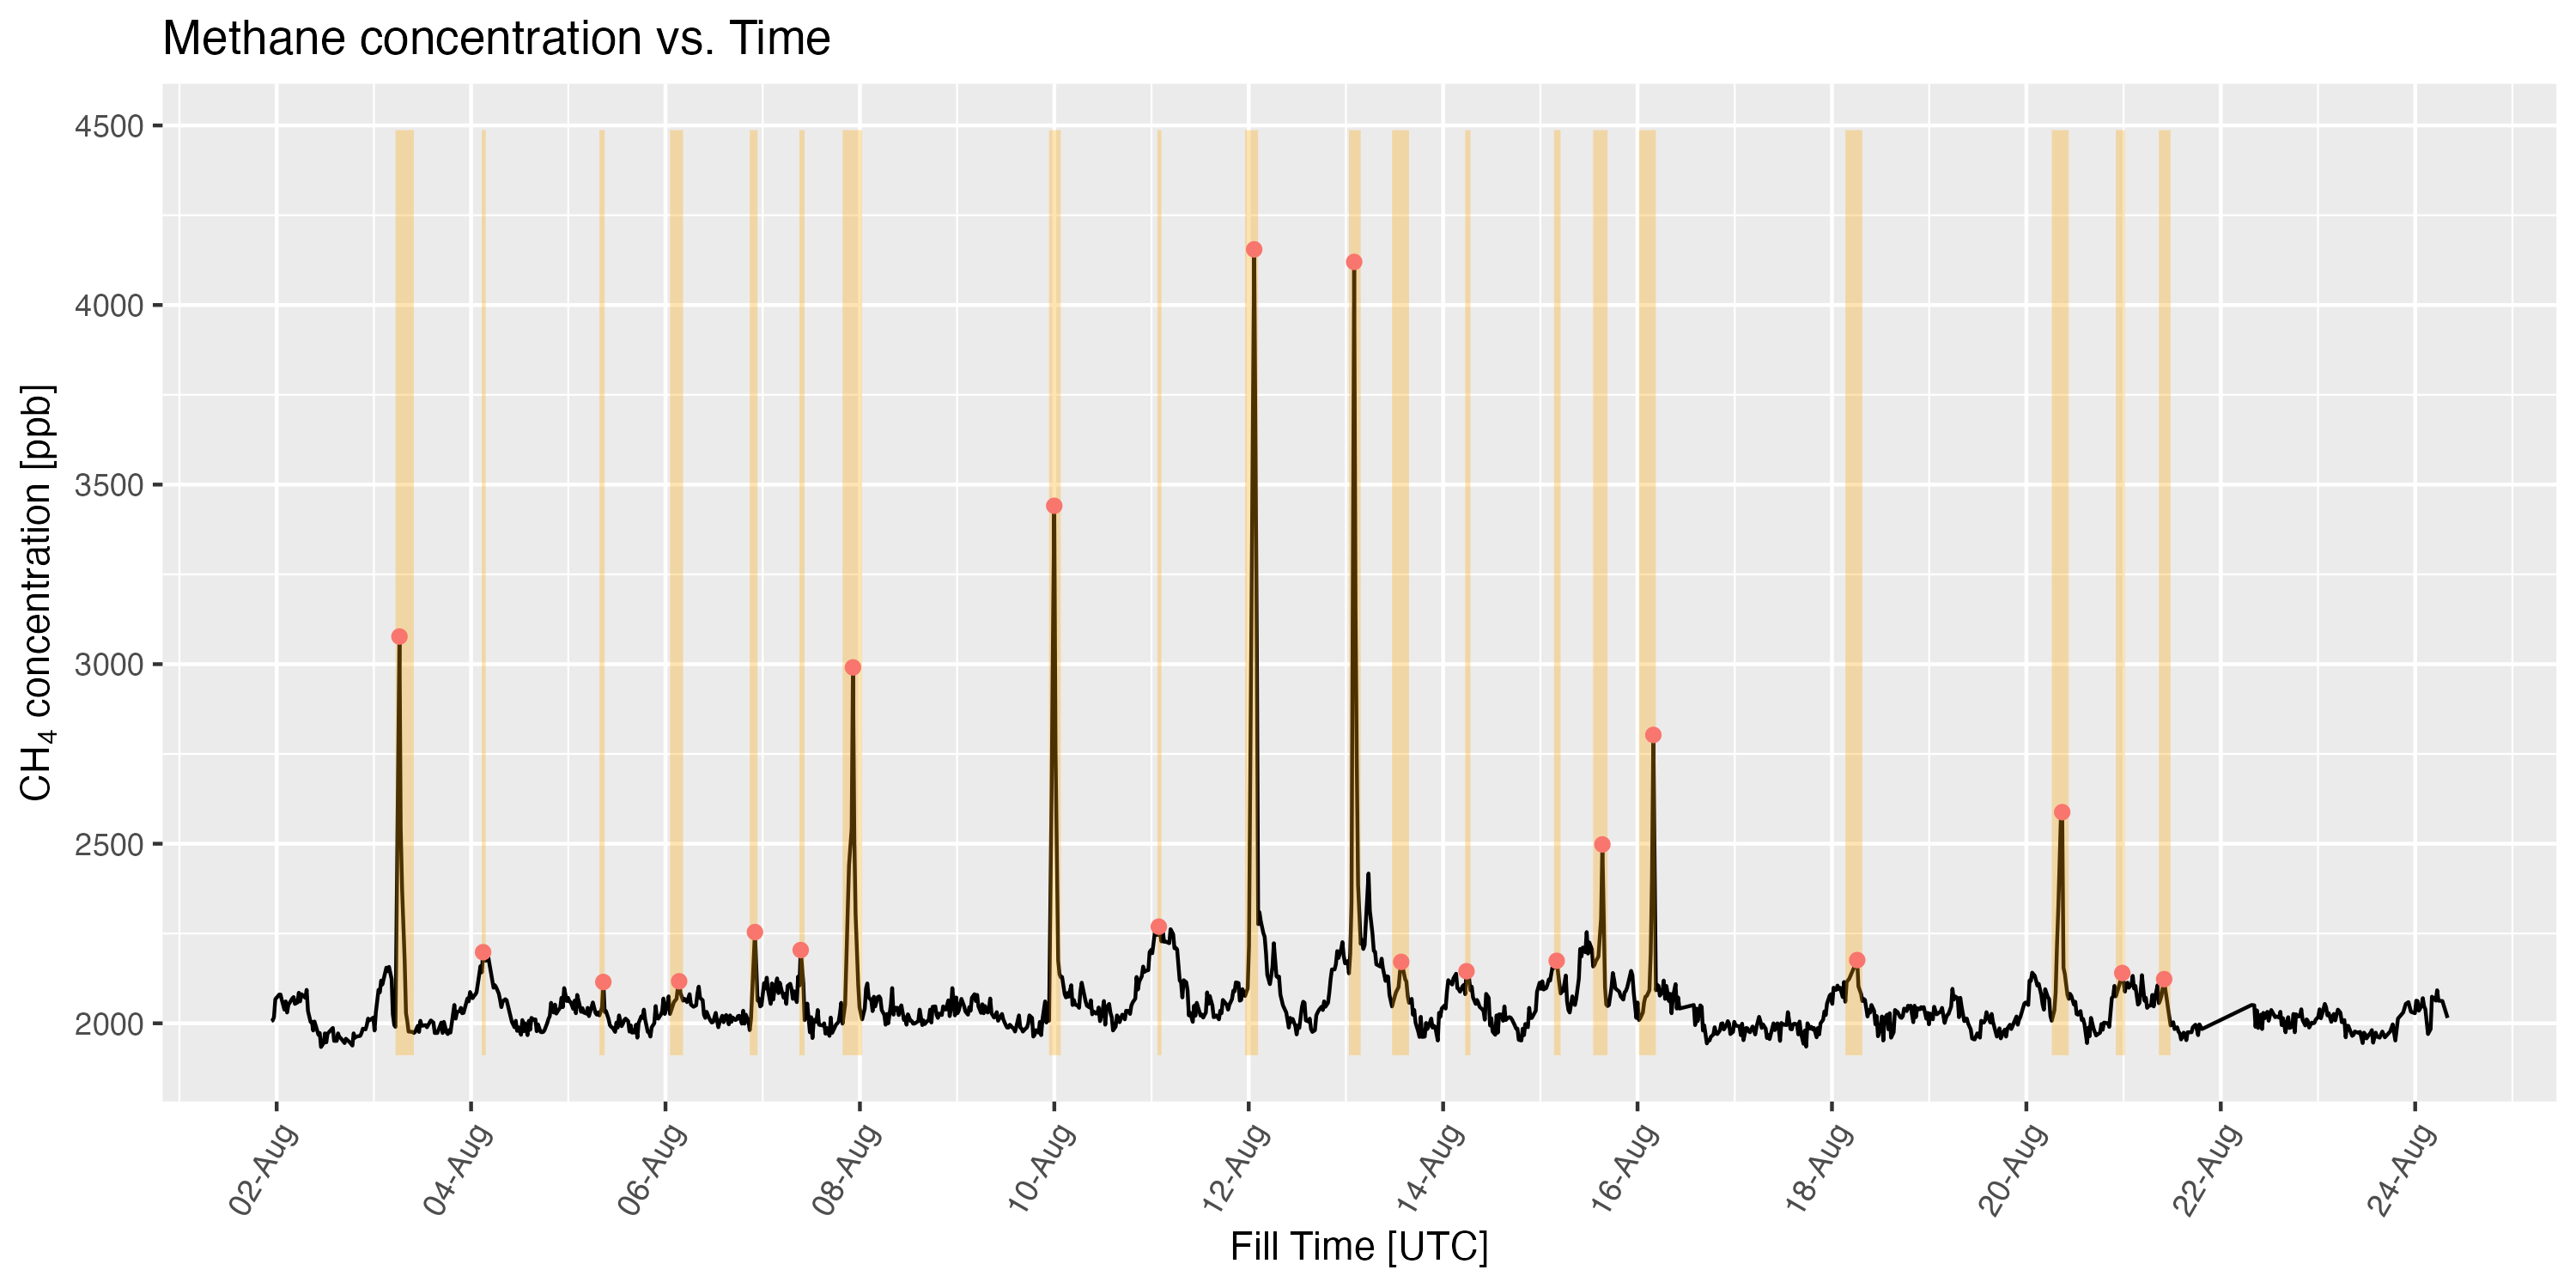 Methane concentration vs. Time
CH₄ concentration [ppb]
4500
4000
3500
3000
2500
2000
02-Aug
04-Aug
06-Aug
08-Aug
10-Aug
12-Aug
14-Aug
16-Aug
18-Aug
20-Aug
22-Aug
24-Aug
Fill Time [UTC]